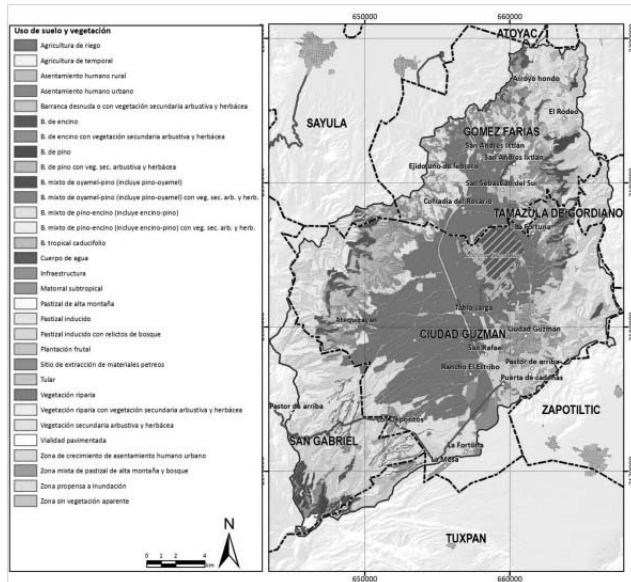 Uso de suelo y vegetación
Agricultura de riego
Agricultura de temporal
Asentamiento humano rural
Asentamiento humano urbano
Barranca desnuda o con vegetación secundaria arbustiva y herbácea
B. de encino
B. de encino con vegetación secundaria arbustiva y herbácea
B. de pino
B. de pino con veg. sec. arbustiva y herbácea
B. mixto de oyamel-pino (incluye pino-oyamel)
B. mixto de oyamel-pino (incluye pino-oyamel) con veg. sec. arb. y herb.
B. mixto de pino-encino (incluye encino-pino)
B. mixto de pino-encino (incluye encino-pino) con veg. sec. arb. y herb.
B. tropical caducifolio
Cuerpo de agua
Infraestructura
Matorral subtropical
Pastizal de alta montaña
Pastizal inducido
Pastizal inducido con relictos de bosque
Plantación frutal
Sitio de extracción de materiales petreos
Tular
Vegetación riparia
Vegetación riparia con vegetación secundaria arbustiva y herbácea
Vegetación secundaria arbustiva y herbácea
Vialidad pavimentada
Zona de crecimiento de asentamiento humano urbano
Zona mixta de pastizal de alta montaña y bosque
Zona propensa a inundación
Zona sin vegetación aparente
N
0 1 2 4
km
650000 660000
ATOYAC
Arroyo hondo
El Rodeo
SAYULA
GOMEZ FARIAS
San Andres Ixtlán
San Andres Ixtlán
Ejido uno de febrero
San Sebastian del Sur
Cofradia del Rosario
TAMAZULA DE GORDIANO
La Fortuna
Tablo Larga
Atequizayan
CIUDAD GUZMAN
Ciudad Guzmán
San Rafael
Rancho El Estribo
Pastor de arriba
Puerta de cadenas
Pastor de arriba
ZAPOTILTIC
SAN GABRIEL
La Fortuna
La Mesa
TUXPAN
650000 660000